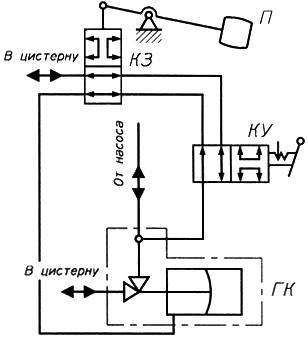 П
В цистерну
КЗ
КУ
От насоса
В цистерну
ГК